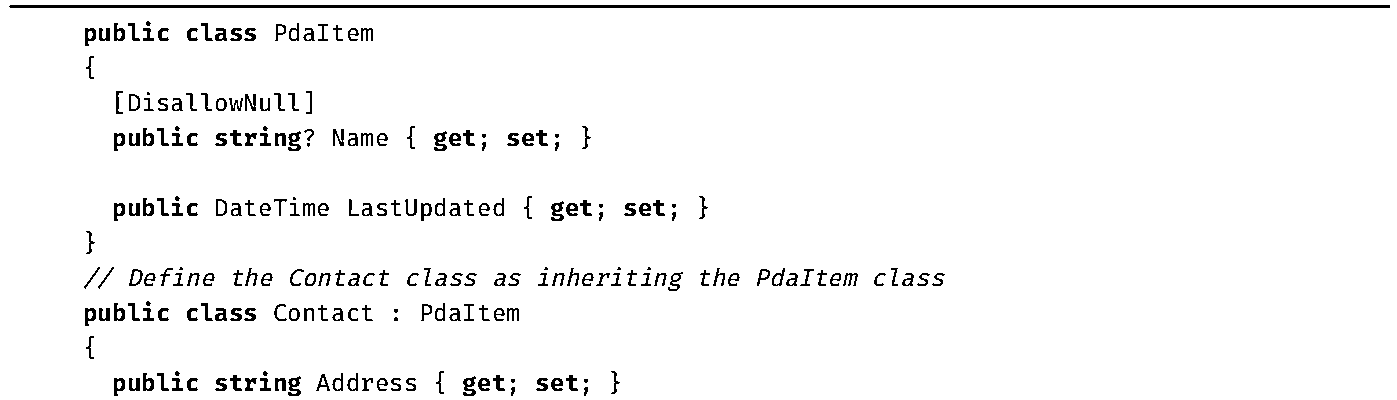 public class PdaItem
{
[DisallowNull]
public string? Name { get; set; }
public DateTime LastUpdated { get; set; }
}
// Define the Contact class as inheriting the PdaItem class
public class Contact : PdaItem
{
public string Address { get; set; }